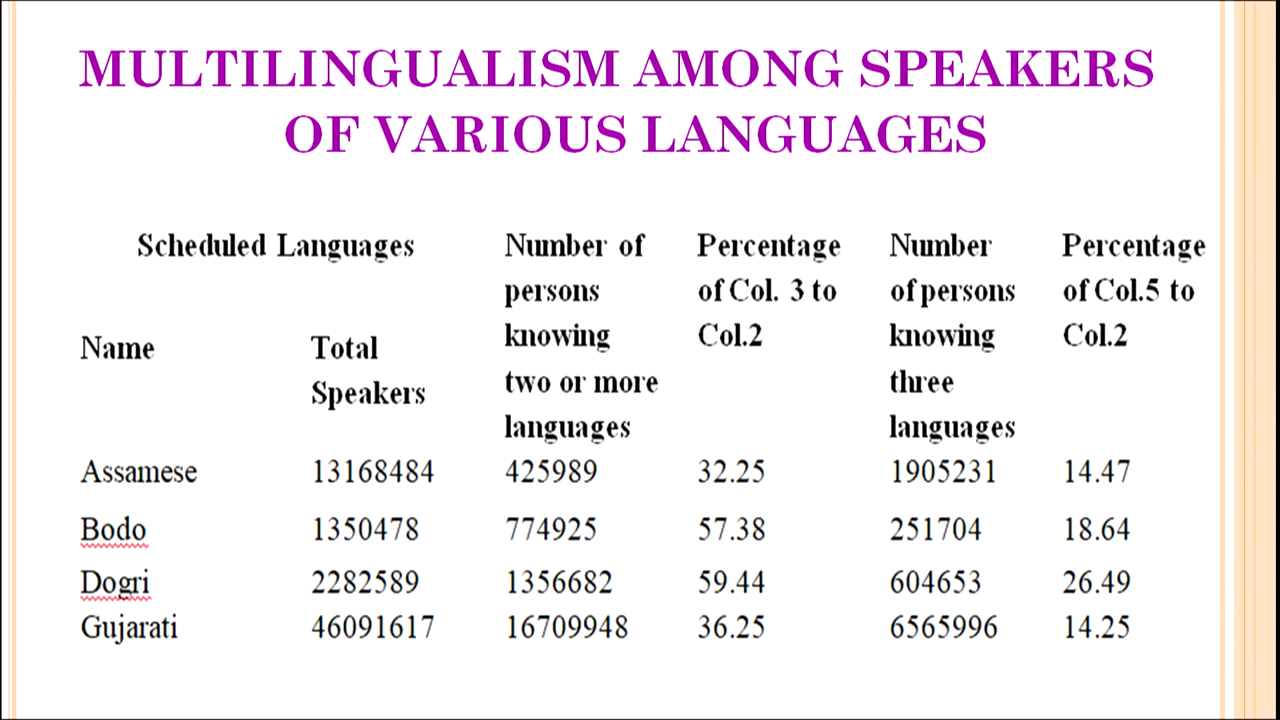 MULTILINGUALISM AMONG SPEAKERS
OF VARIOUS LANGUAGES
Scheduled Languages Number of Percentage Number Percentage
persons of Col. 3 to of persons of Col.5 to
knowing Col.2 knowing Col.2
Name Total
two or more three
Speakers
languages languages
Assamese 13168484 425989 32.25 1905231 14.47
Bodo 1350478 774925 57.38 251704 18.64
Dogri 2282589 1356682 59.44 604653 26.49
Gujarati 46091617 16709948 36.25 6565996 14.25